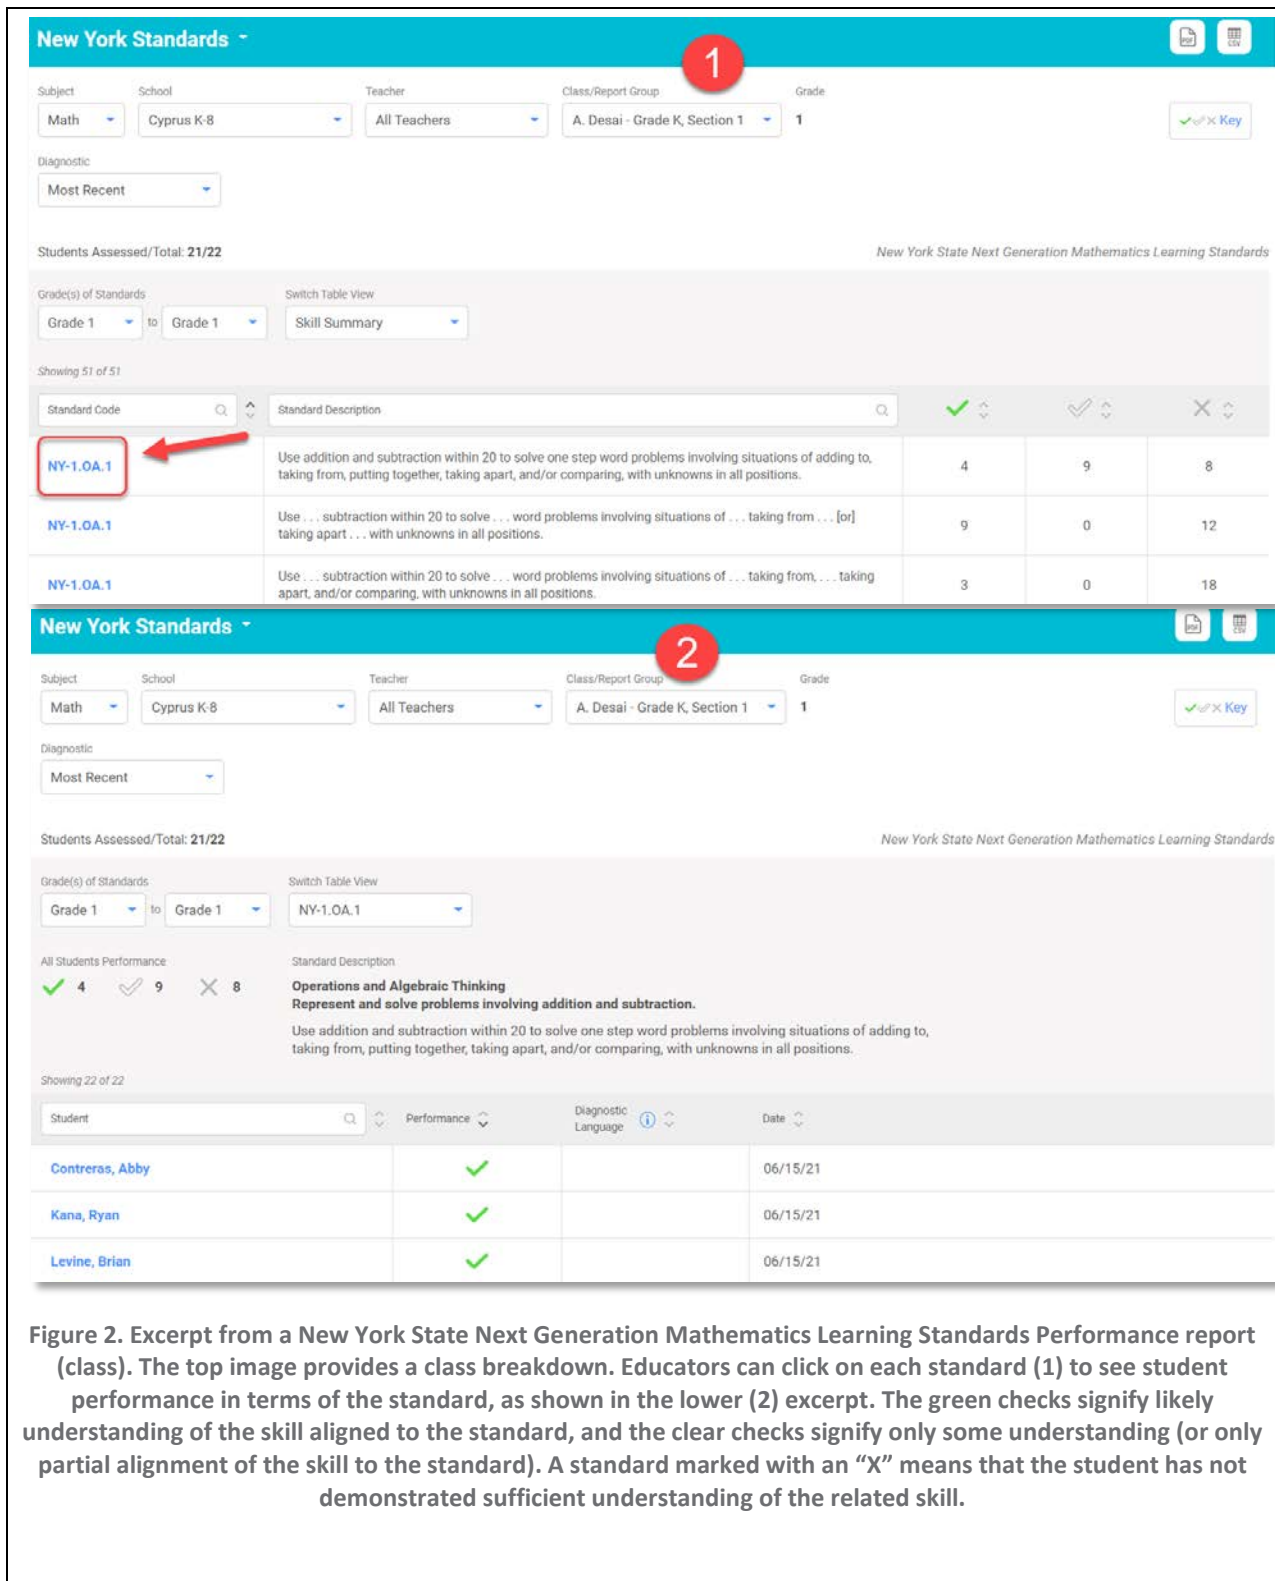 New York Standards
PDF
CSV
1
Subject School Teacher Class/Report Group Grade
Math Cyprus K-8 All Teachers A. Desai - Grade K, Section 1 1
Key
Diagnostic
Most Recent
Students Assessed/Total: 21/22 New York State Next Generation Mathematics Learning Standards
Grade(s) of Standards Switch Table View
Grade 1 to Grade 1 Skill Summary
Showing 51 of 51
Standard Code Standard Description
NY-1.OA.1 Use addition and subtraction within 20 to solve one step word problems involving situations of adding to, 4 9 8
taking from, putting together, taking apart, and/or comparing, with unknowns in all positions.
NY-1.OA.1 Use . . . subtraction within 20 to solve . . . word problems involving situations of . . . taking from . . . [or] 9 0 12
taking apart . . . with unknowns in all positions.
NY-1.OA.1 Use . . . subtraction within 20 to solve . . . word problems involving situations of . . . taking from, . . . taking 3 0 18
apart, and/or comparing, with unknowns in all positions.
New York Standards
PDF
CSV
2
Subject School Teacher Class/Report Group Grade
Math Cyprus K-8 All Teachers A. Desai - Grade K, Section 1 1
Key
Diagnostic
Most Recent
Students Assessed/Total: 21/22 New York State Next Generation Mathematics Learning Standards
Grade(s) of Standards Switch Table View
Grade 1 to Grade 1 NY-1.OA.1
All Students Performance Standard Description
4 9 8 Operations and Algebraic Thinking
Represent and solve problems involving addition and subtraction.
Use addition and subtraction within 20 to solve one step word problems involving situations of adding to,
taking from, putting together, taking apart, and/or comparing, with unknowns in all positions.
Showing 22 of 22
Student Performance Diagnostic Language Date
Contreras, Abby 06/15/21
Kana, Ryan 06/15/21
Levine, Brian 06/15/21
Figure 2. Excerpt from a New York State Next Generation Mathematics Learning Standards Performance report
(class). The top image provides a class breakdown. Educators can click on each standard (1) to see student
performance in terms of the standard, as shown in the lower (2) excerpt. The green checks signify likely
understanding of the skill aligned to the standard, and the clear checks signify only some understanding (or only
partial alignment of the skill to the standard). A standard marked with an “X” means that the student has not
demonstrated sufficient understanding of the related skill.